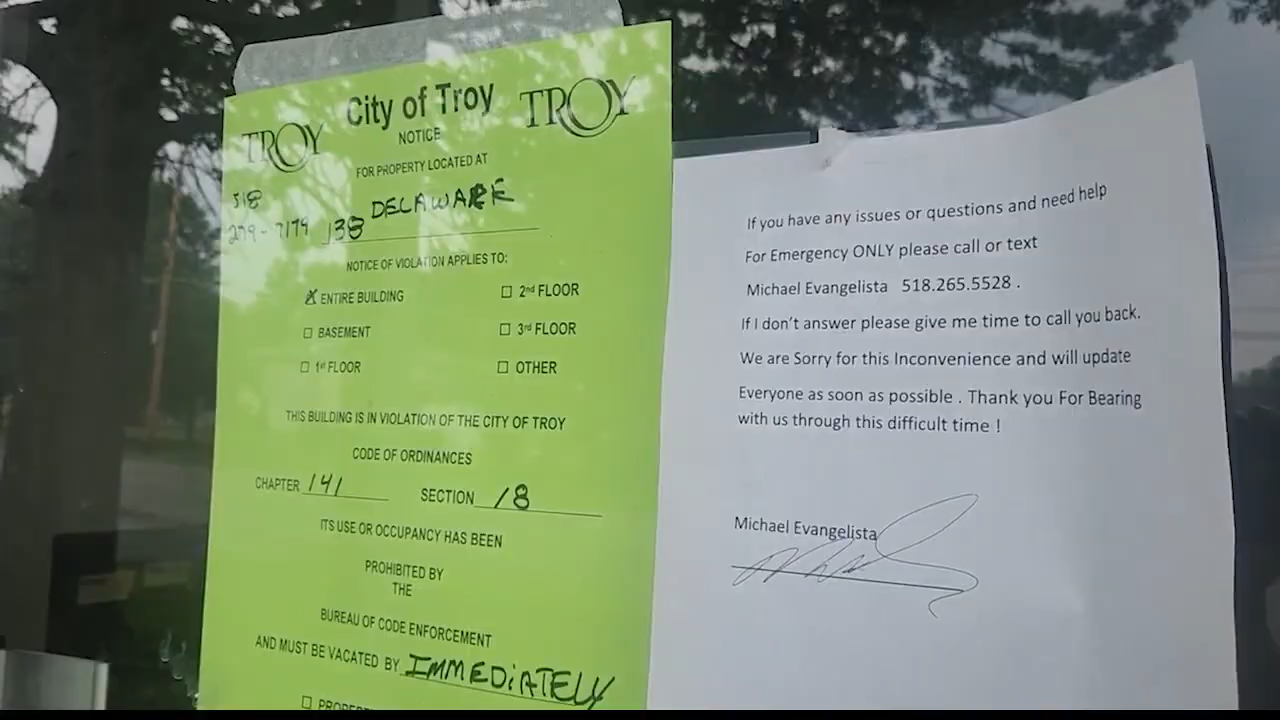 City of Troy
TROY
TROY
NOTICE
FOR PROPERTY LOCATED AT
518
279-7179 138 DELAWARE
NOTICE OF VIOLATION APPLIES TO:
ENTIRE BUILDING
2nd FLOOR
BASEMENT
3rd FLOOR
1st FLOOR
OTHER
THIS BUILDING IS IN VIOLATION OF THE CITY OF TROY
CODE OF ORDINANCES
CHAPTER 141 SECTION 18
ITS USE OR OCCUPANCY HAS BEEN
PROHIBITED BY
THE
BUREAU OF CODE ENFORCEMENT
AND MUST BE VACATED BY IMMEDiATELY
If you have any issues or questions and need help
For Emergency ONLY please call or text
Michael Evangelista 518.265.5528 .
If I don't answer please give me time to call you back.
We are Sorry for this Inconvenience and will update
Everyone as soon as possible . Thank you For Bearing
with us through this difficult time !
Michael Evangelista